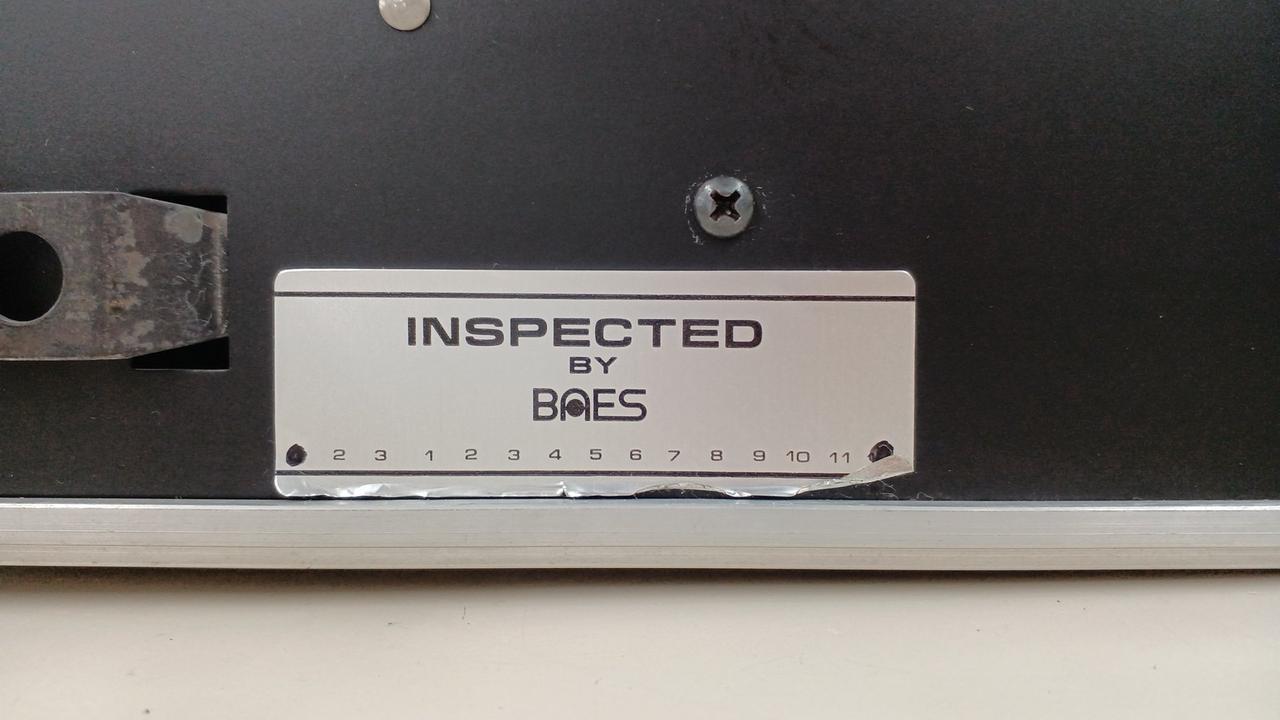 INSPECTED
BY
BAES
2 3 1 2 3 4 5 6 7 8 9 10 11